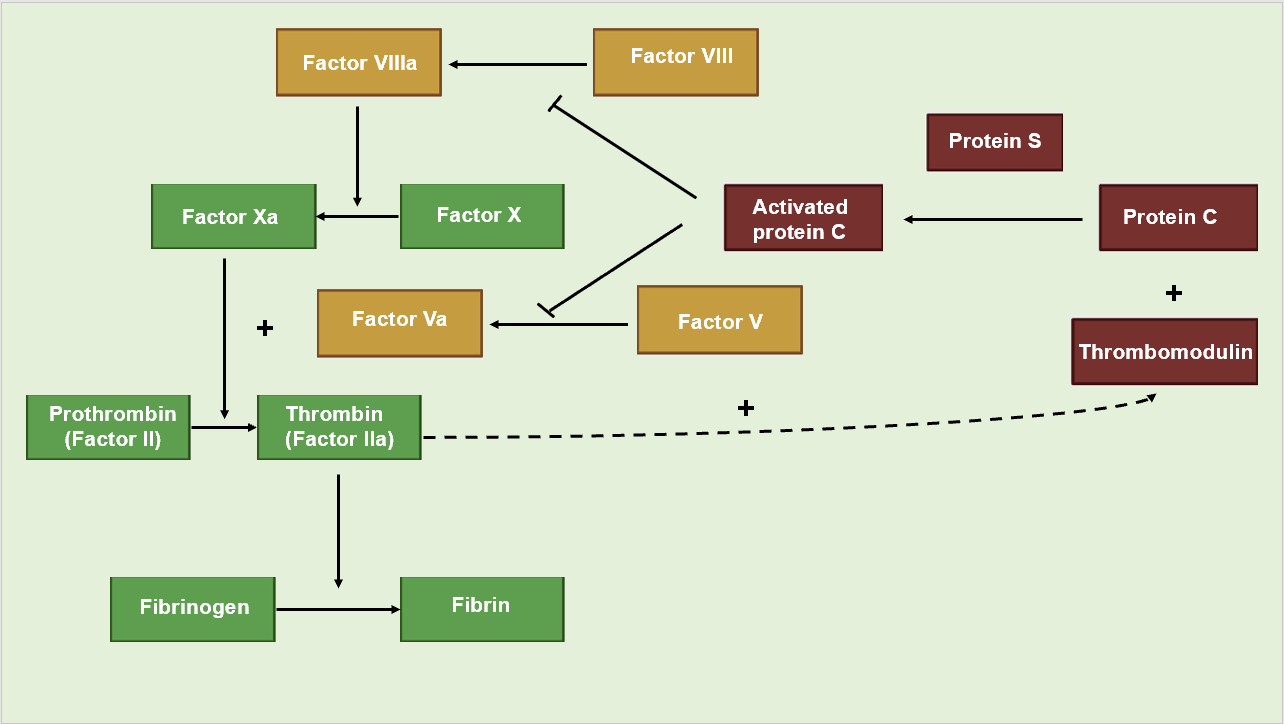 Factor VIIIa
Factor VIII
Protein S
Factor Xa
Factor X
Activated
protein C
Protein C
+
Factor Va
Factor V
+
Thrombomodulin
+
Prothrombin
(Factor II)
Thrombin
(Factor IIa)
Fibrinogen
Fibrin